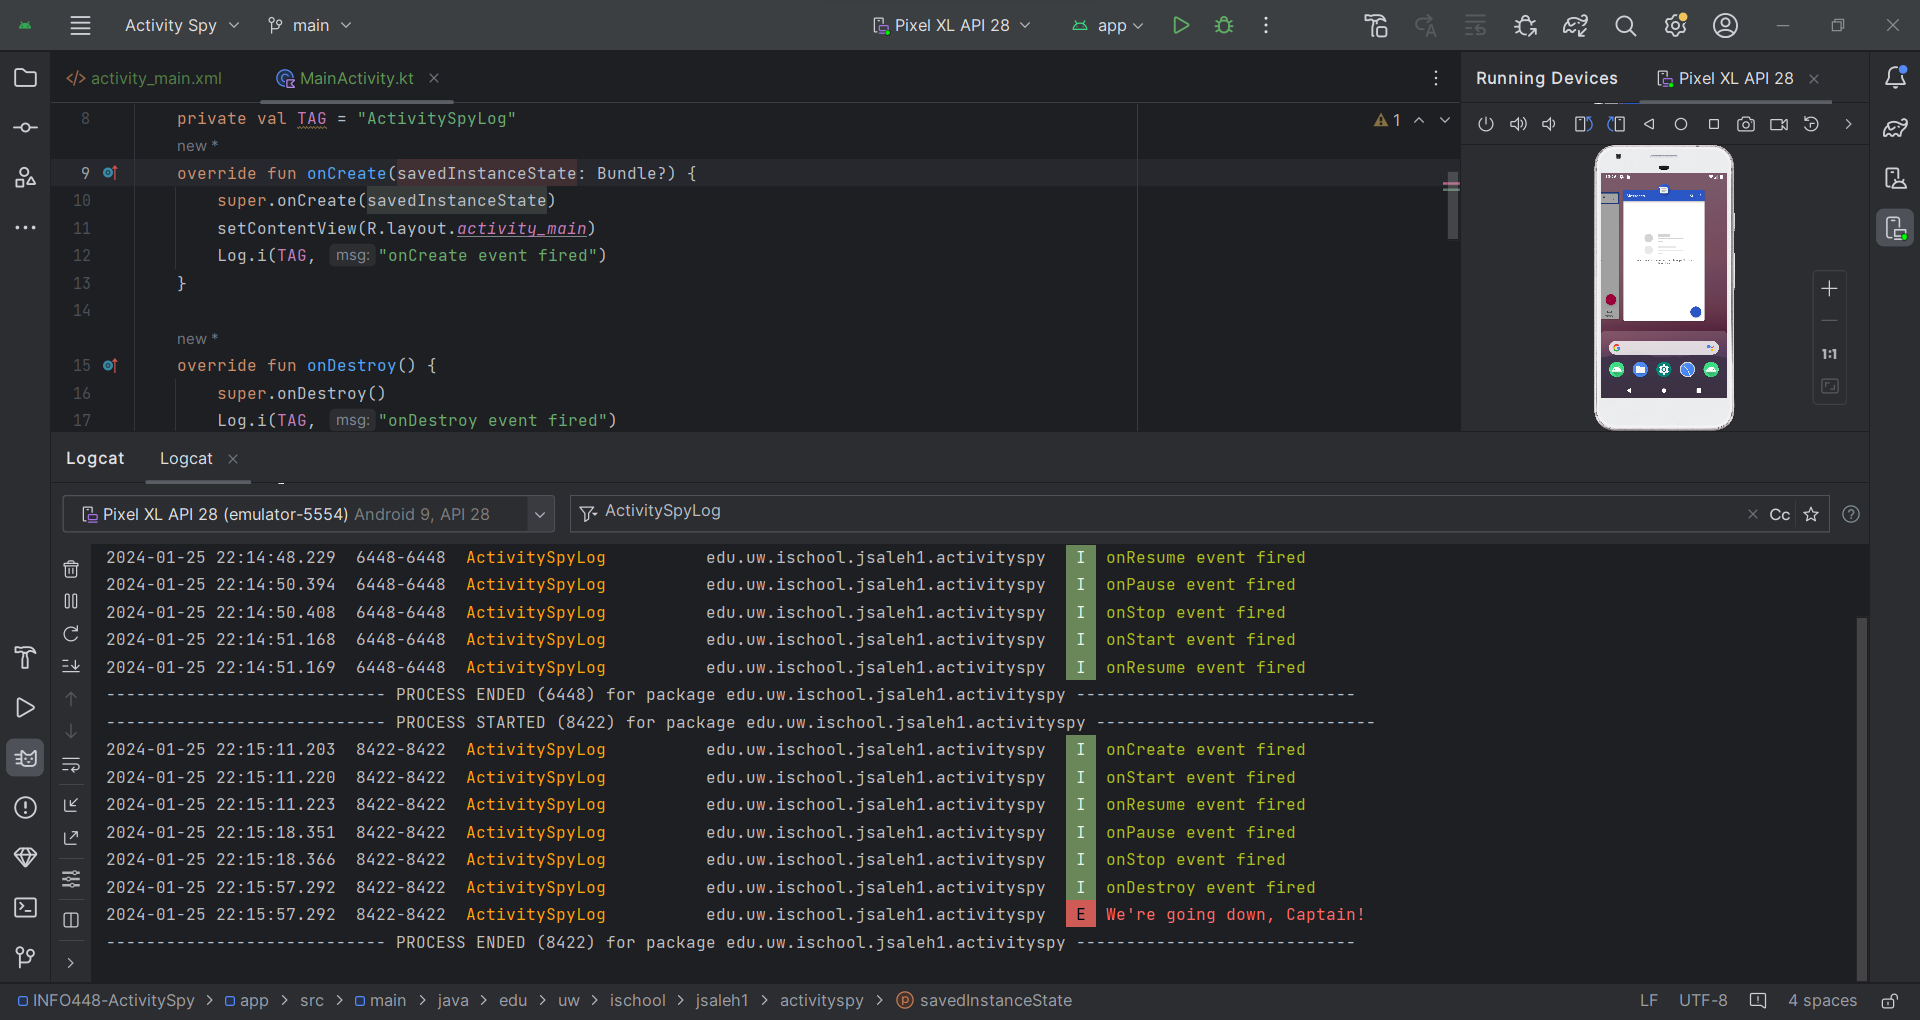 Activity Spy
main
Pixel XL API 28
app
activity_main.xml
MainActivity.kt
Running Devices
Pixel XL API 28
8 private val TAG = "ActivitySpyLog"
1
new *
9 override fun onCreate(savedInstanceState: Bundle?) {
10 super.onCreate(savedInstanceState)
11 setContentView(R.layout.activity_main)
12 Log.i(TAG, msg: "onCreate event fired")
13 }
14
new *
15 override fun onDestroy() {
16 super.onDestroy()
17 Log.i(TAG, msg: "onDestroy event fired")
1:1
Logcat
Logcat
Pixel XL API 28 (emulator-5554) Android 9, API 28
ActivitySpyLog
Cc
2024-01-25 22:14:48.229 6448-6448 ActivitySpyLog edu.uw.ischool.jsaleh1.activityspy I onResume event fired
2024-01-25 22:14:50.394 6448-6448 ActivitySpyLog edu.uw.ischool.jsaleh1.activityspy I onPause event fired
2024-01-25 22:14:50.408 6448-6448 ActivitySpyLog edu.uw.ischool.jsaleh1.activityspy I onStop event fired
2024-01-25 22:14:51.168 6448-6448 ActivitySpyLog edu.uw.ischool.jsaleh1.activityspy I onStart event fired
2024-01-25 22:14:51.169 6448-6448 ActivitySpyLog edu.uw.ischool.jsaleh1.activityspy I onResume event fired
---------------------------- PROCESS ENDED (6448) for package edu.uw.ischool.jsaleh1.activityspy ----------------------------
---------------------------- PROCESS STARTED (8422) for package edu.uw.ischool.jsaleh1.activityspy ----------------------------
2024-01-25 22:15:11.203 8422-8422 ActivitySpyLog edu.uw.ischool.jsaleh1.activityspy I onCreate event fired
2024-01-25 22:15:11.220 8422-8422 ActivitySpyLog edu.uw.ischool.jsaleh1.activityspy I onStart event fired
2024-01-25 22:15:11.223 8422-8422 ActivitySpyLog edu.uw.ischool.jsaleh1.activityspy I onResume event fired
2024-01-25 22:15:18.351 8422-8422 ActivitySpyLog edu.uw.ischool.jsaleh1.activityspy I onPause event fired
2024-01-25 22:15:18.366 8422-8422 ActivitySpyLog edu.uw.ischool.jsaleh1.activityspy I onStop event fired
2024-01-25 22:15:57.292 8422-8422 ActivitySpyLog edu.uw.ischool.jsaleh1.activityspy I onDestroy event fired
2024-01-25 22:15:57.292 8422-8422 ActivitySpyLog edu.uw.ischool.jsaleh1.activityspy E We're going down, Captain!
---------------------------- PROCESS ENDED (8422) for package edu.uw.ischool.jsaleh1.activityspy ----------------------------
INFO448-ActivitySpy > app > src > main > java > edu > uw > ischool > jsaleh1 > activityspy > savedInstanceState
LF UTF-8 4 spaces